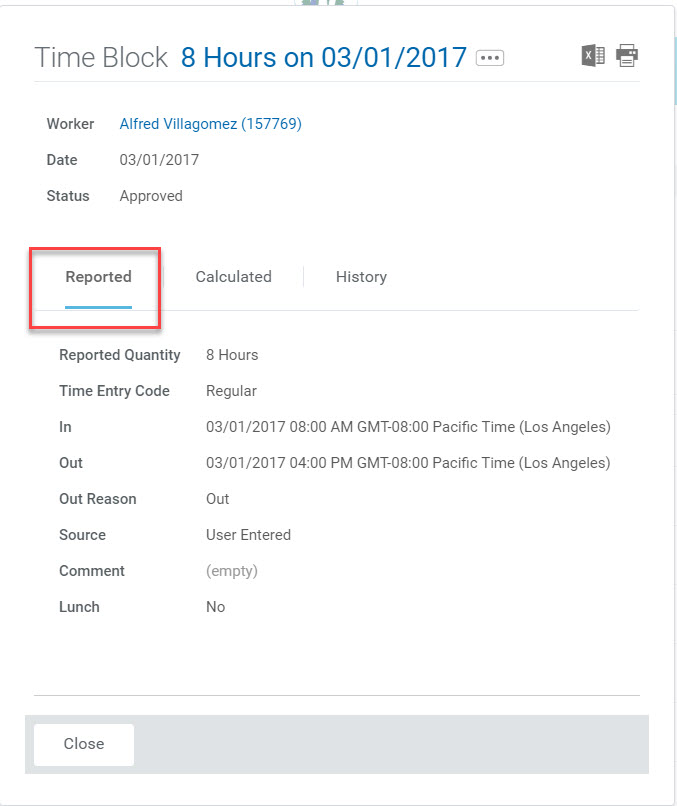 Time Block 8 Hours on 03/01/2017
Worker Alfred Villagomez (157769)
Date 03/01/2017
Status Approved
Reported Calculated History
Reported Quantity 8 Hours
Time Entry Code Regular
In 03/01/2017 08:00 AM GMT-08:00 Pacific Time (Los Angeles)
Out 03/01/2017 04:00 PM GMT-08:00 Pacific Time (Los Angeles)
Out Reason Out
Source User Entered
Comment (empty)
Lunch No
Close